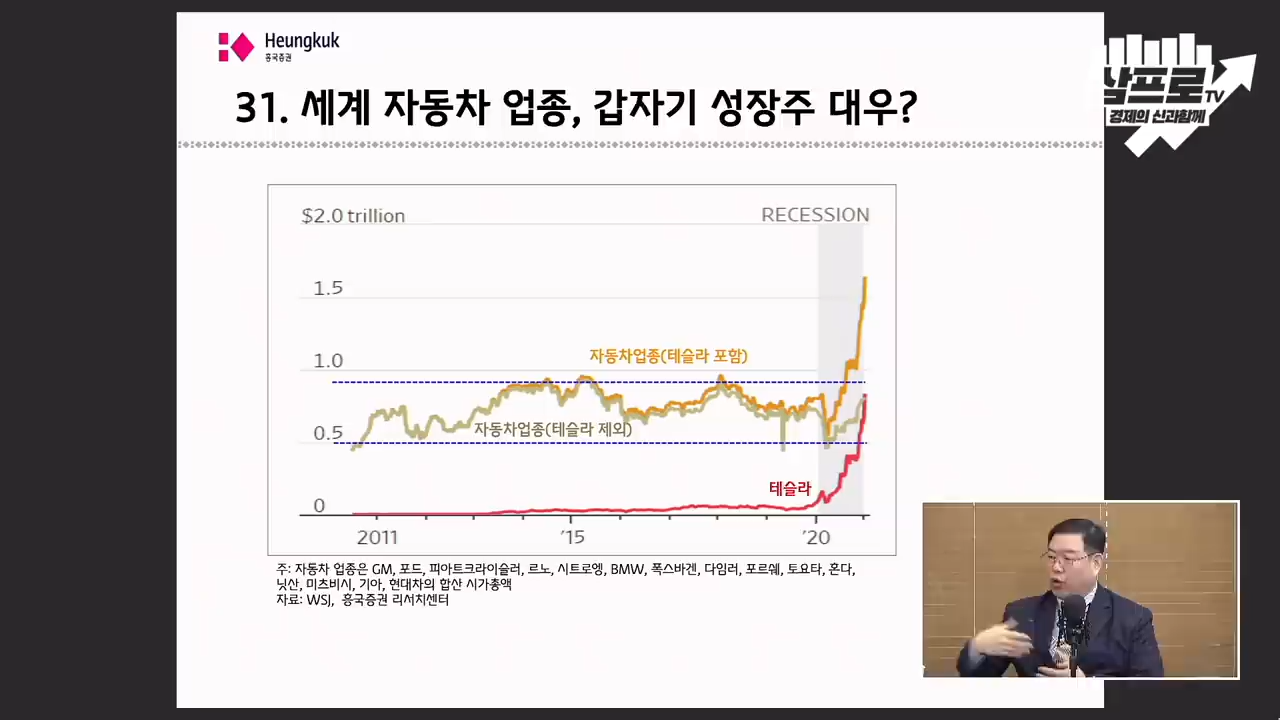 Heungkuk
흥국증권
삼프로TV
경제의 신과함께
31. 세계 자동차 업종, 갑자기 성장주 대우?
$2.0 trillion
RECESSION
1.5
1.0
자동차업종(테슬라 포함)
0.5
자동차업종(테슬라 제외)
테슬라
0
2011
'15
'20
주: 자동차 업종은 GM, 포드, 피아트크라이슬러, 르노, 시트로엥, BMW, 폭스바겐, 다임러, 포르쉐, 토요타, 혼다,
닛산, 미츠비시, 기아, 현대차의 합산 시가총액
자료: WSJ, 흥국증권 리서치센터